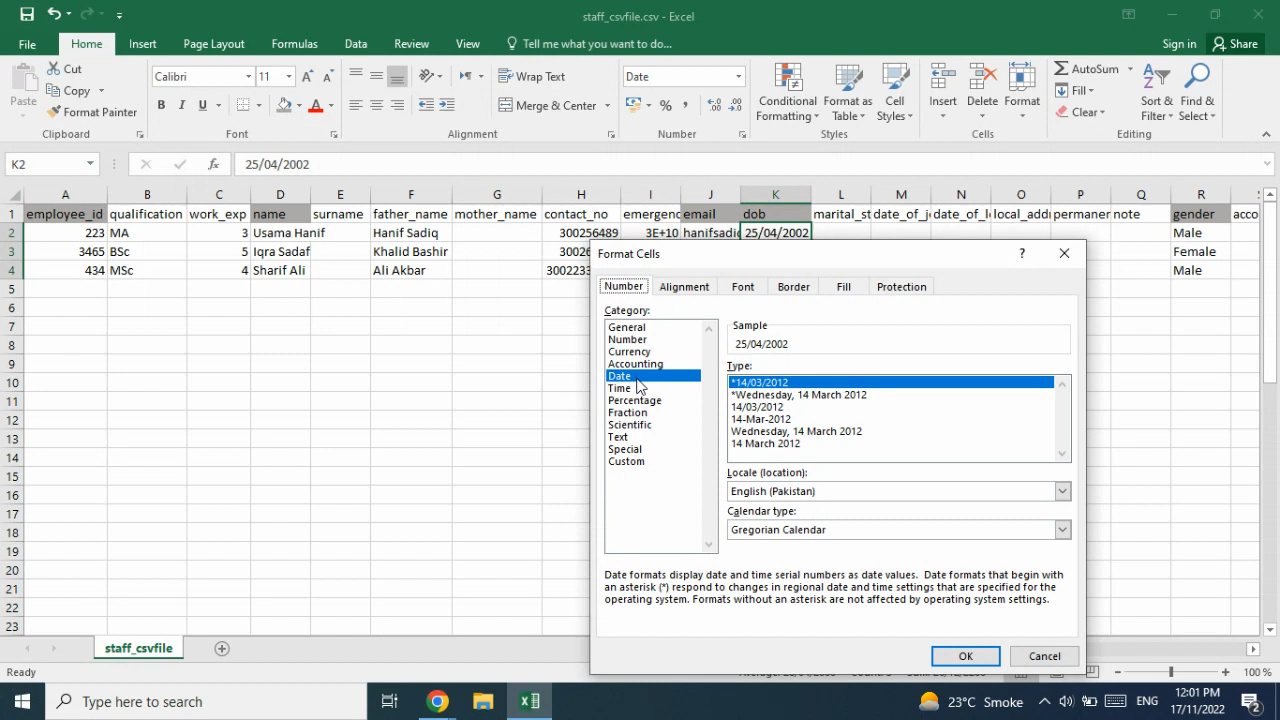 staff_csvfile.csv - Excel
File Home Insert Page Layout Formulas Data Review View Tell me what you want to do... Sign in Share
Paste
Cut
Copy
Format Painter
Clipboard
Calibri 11
B I U A
Font
Wrap Text
Merge & Center
Alignment
Date
%
Number
Conditional Formatting
Format as Table
Cell Styles
Styles
Insert Delete Format
Cells
AutoSum
Fill
Clear
Sort & Filter
Find & Select
Editing
K2 fx 25/04/2002
A B C D E F G H I J K L M N O P Q R
1 employee_id qualification work_exp name surname father_name mother_name contact_no emergenc email dob marital_st date_of_j date_of_l local_addr permaner note gender acco
2 223 MA 3 Usama Hanif Hanif Sadiq 300256489 3E+10 hanifsadiq 25/04/2002 Male
3 3465 BSc 5 Iqra Sadaf Khalid Bashir 30026 Female
4 434 MSc 4 Sharif Ali Ali Akbar 3002233 Male
5
6
7
8
9
10
11
12
13
14
15
16
17
18
19
20
21
22
23
Format Cells ?
Number Alignment Font Border Fill Protection
Category:
General
Number
Currency
Accounting
Date
Time
Percentage
Fraction
Scientific
Text
Special
Custom
Sample
25/04/2002
Type:
*14/03/2012
*Wednesday, 14 March 2012
14/03/2012
14-Mar-2012
Wednesday, 14 March 2012
14 March 2012
Locale (location):
English (Pakistan)
Calendar type:
Gregorian Calendar
Date formats display date and time serial numbers as date values. Date formats that begin with
an asterisk (*) respond to changes in regional date and time settings that are specified for the
operating system. Formats without an asterisk are not affected by operating system settings.
OK Cancel
staff_csvfile
Ready 100 %
Type here to search
23°C Smoke ENG
12:01 PM
17/11/2022
2